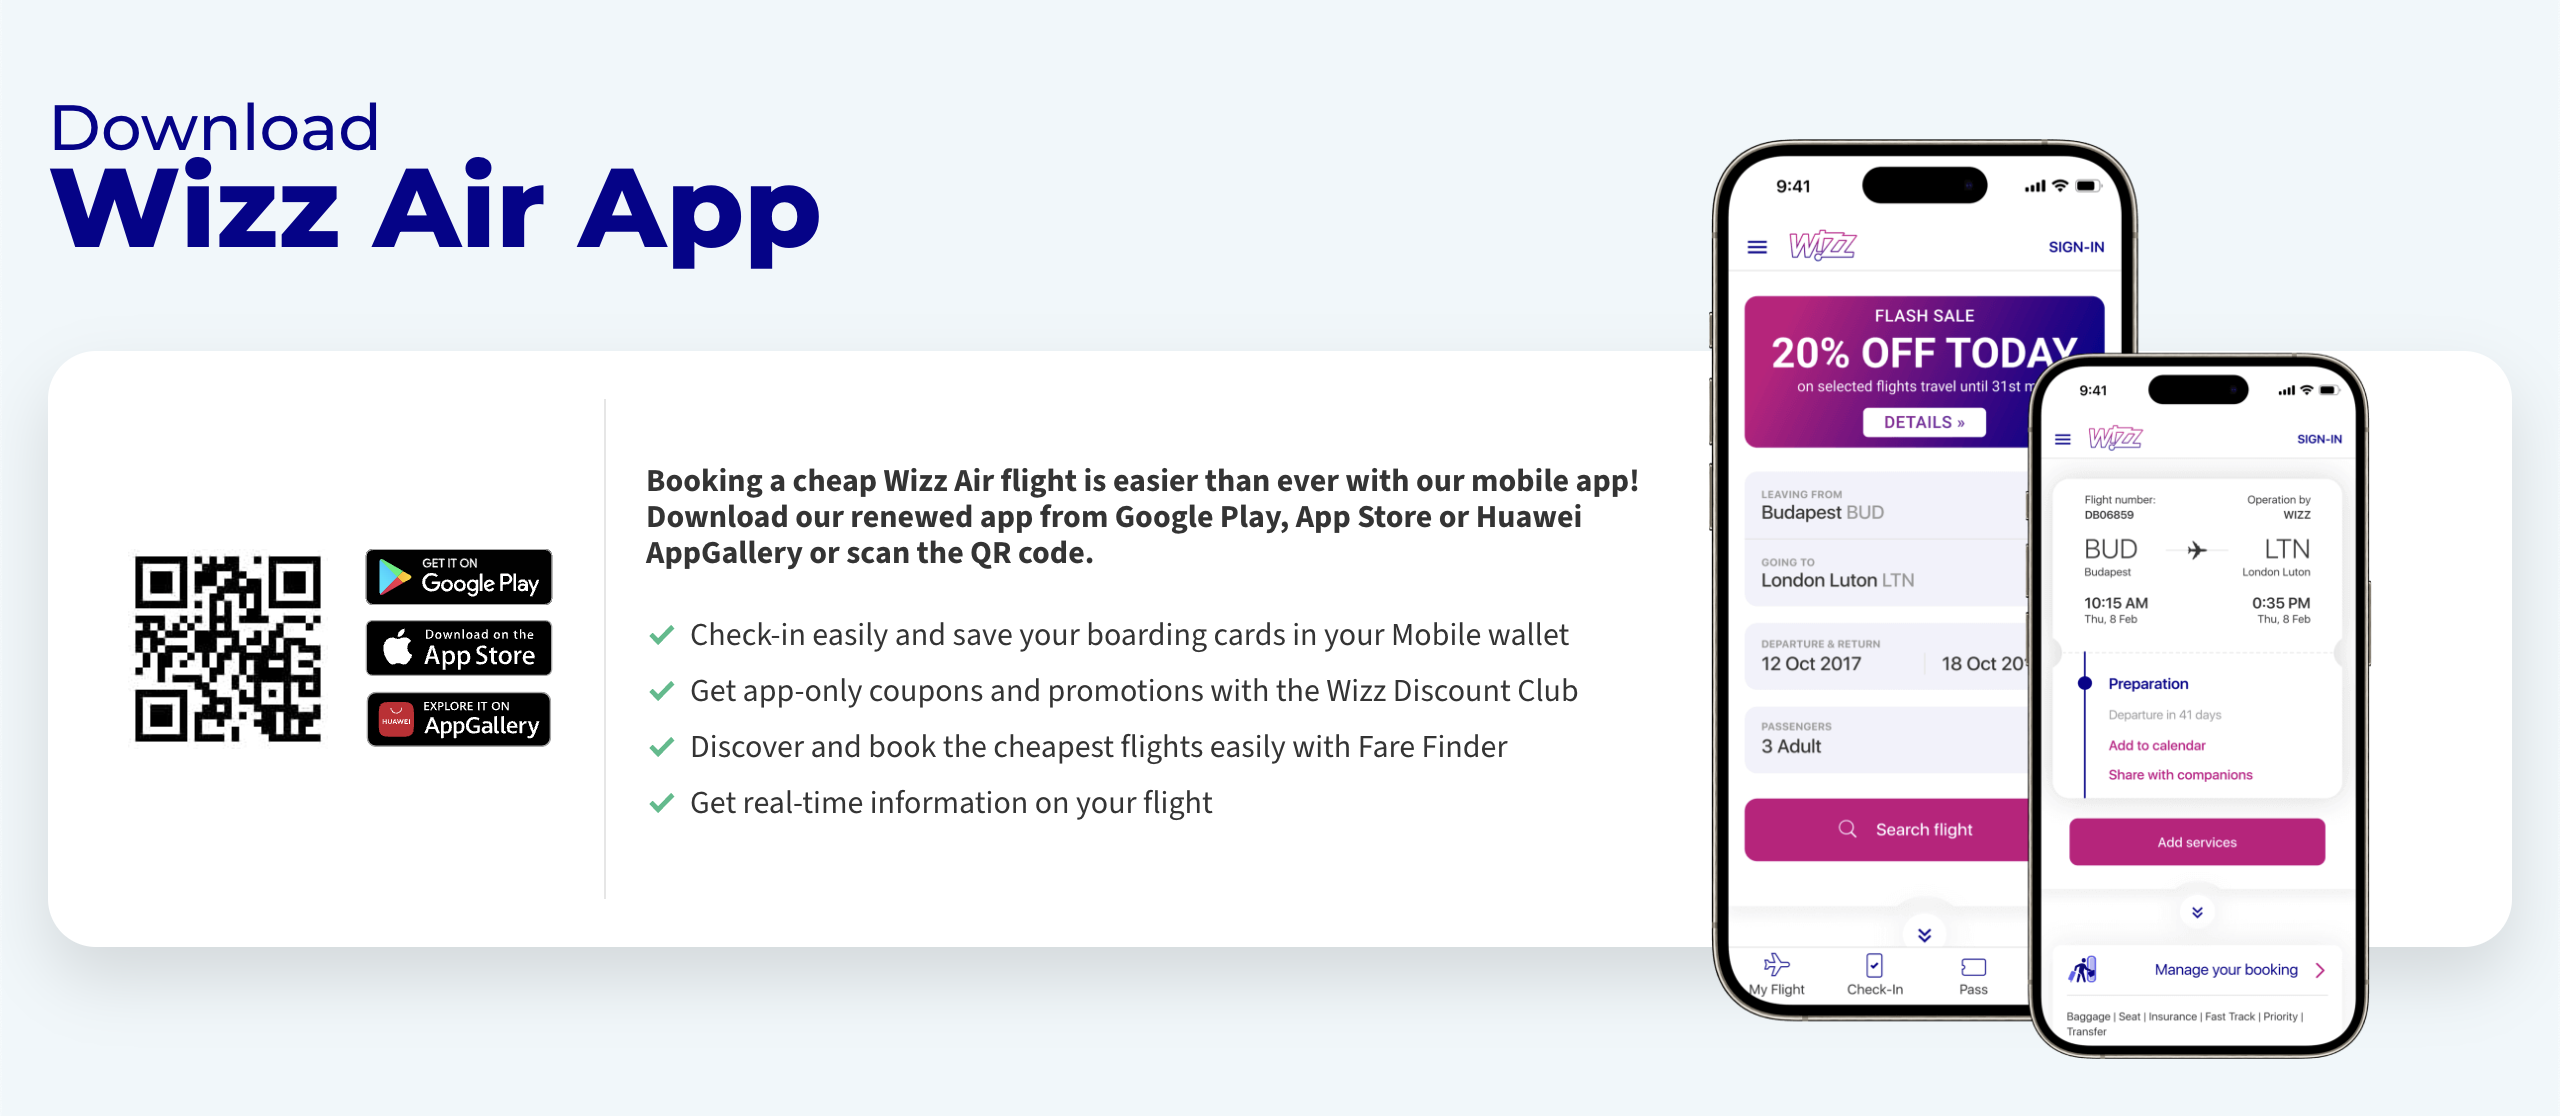 Download
Wizz Air App
GET IT ON
Google Play
Download on the
App Store
HUAWEI
EXPLORE IT ON
AppGallery
Booking a cheap Wizz Air flight is easier than ever with our mobile app!
Download our renewed app from Google Play, App Store or Huawei
AppGallery or scan the QR code.
Check-in easily and save your boarding cards in your Mobile wallet
Get app-only coupons and promotions with the Wizz Discount Club
Discover and book the cheapest flights easily with Fare Finder
Get real-time information on your flight
9:41
WIZZ
SIGN-IN
FLASH SALE
20% OFF TODAY
on selected flights travel until 31st
DETAILS »
LEAVING FROM
Budapest BUD
GOING TO
London Luton LTN
DEPARTURE & RETURN
12 Oct 2017 18 Oct 20
PASSENGERS
3 Adult
Search flight
My Flight Check-In Pass
9:41
WIZZ
SIGN-IN
Flight number: Operation by
DB06859 WIZZ
BUD LTN
Budapest London Luton
10:15 AM 0:35 PM
Thu, 8 Feb Thu, 8 Feb
Preparation
Departure in 41 days
Add to calendar
Share with companions
Add services
Manage your booking
Baggage | Seat | Insurance | Fast Track | Priority |
Transfer